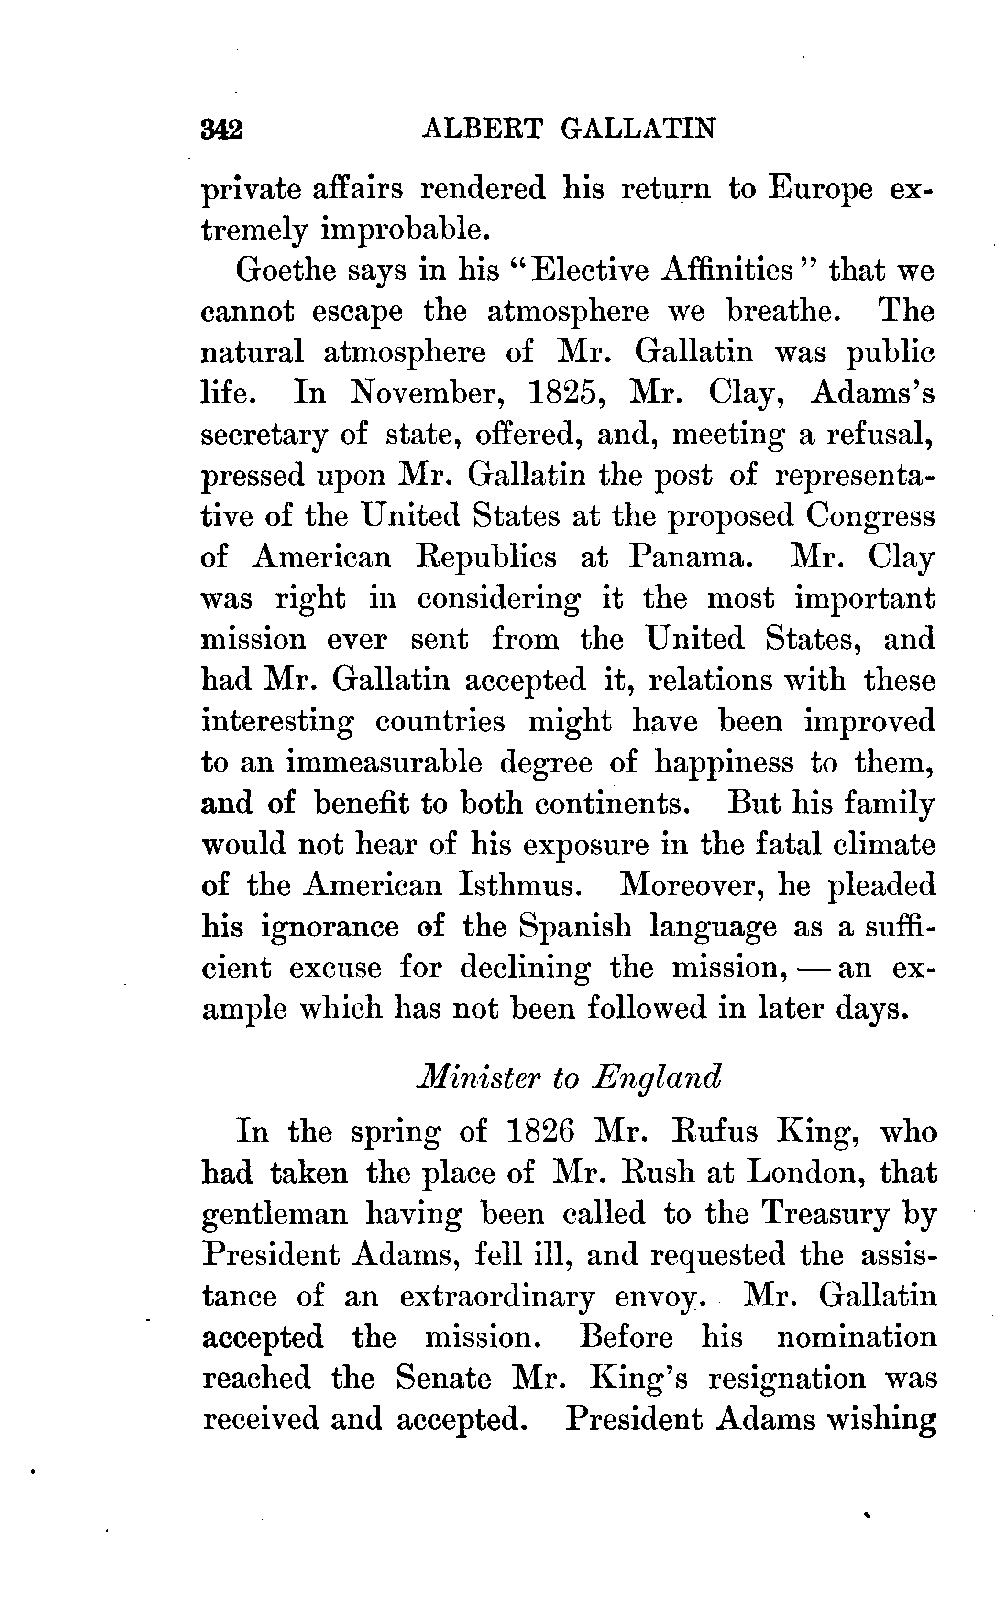 342 ALBERT GALLATIN
private affairs rendered his return to Europe ex-
tremely improbable.
Goethe says in his “Elective Affinities” that we
cannot escape the atmosphere we breathe. The
natural atmosphere of Mr. Gallatin was public
life. In November, 1825, Mr. Clay, Adams's
secretary of state, offered, and, meeting a refusal,
pressed upon Mr. Gallatin the post of representa-
tive of the United States at the proposed Congress
of American Republics at Panama. Mr. Clay
was right in considering it the most important
mission ever sent from the United States, and
had Mr. Gallatin accepted it, relations with these
interesting countries might have been improved
to an immeasurable degree of happiness to them,
and of benefit to both continents. But his family
would not hear of his exposure in the fatal climate
of the American Isthmus. Moreover, he pleaded
his ignorance of the Spanish language as a suffi-
cient excuse for declining the mission, — an ex-
ample which has not been followed in later days.
Minister to England
In the spring of 1826 Mr. Rufus King, who
had taken the place of Mr. Rush at London, that
gentleman having been called to the Treasury by
President Adams, fell ill, and requested the assis-
tance of an extraordinary envoy. Mr. Gallatin
accepted the mission. Before his nomination
reached the Senate Mr. King's resignation was
received and accepted. President Adams wishing